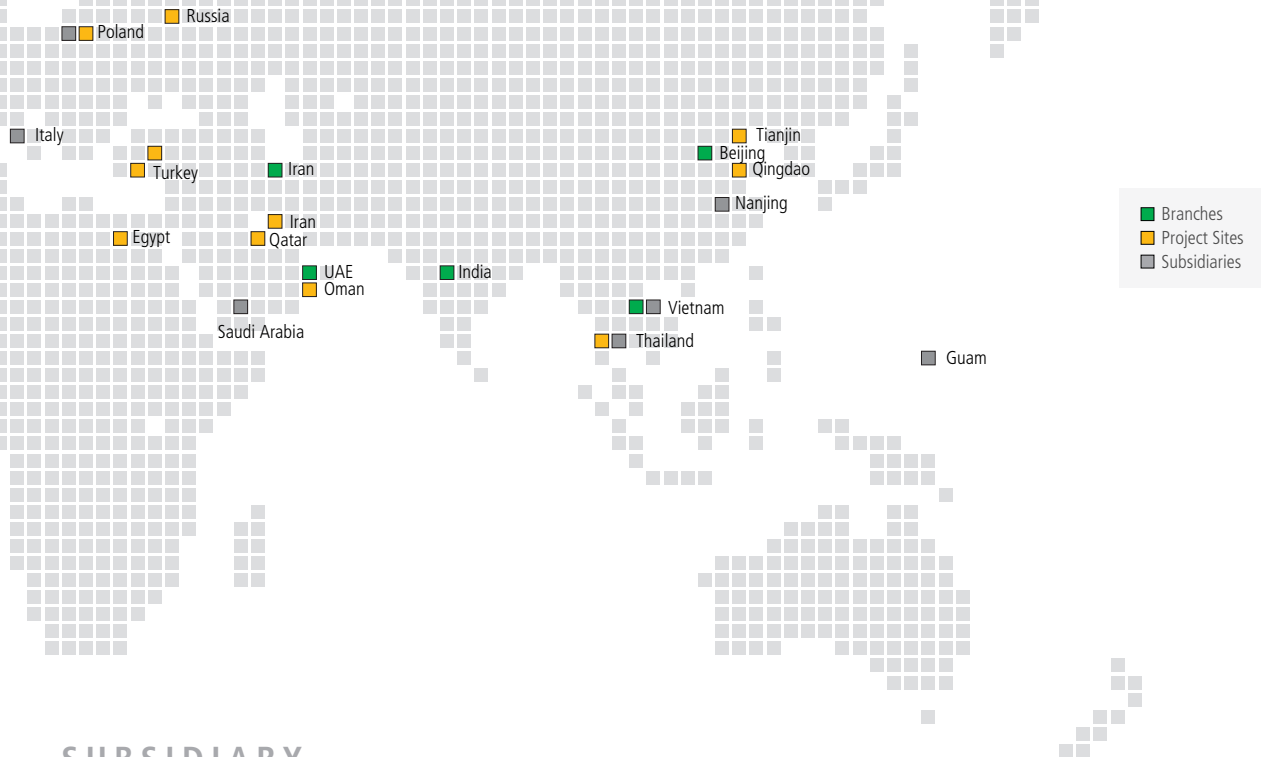 Russia
Poland
Italy
Tianjin
Beijing
Turkey
Iran
Qingdao
Nanjing
Iran
Egypt
Qatar
UAE
India
Oman
Vietnam
Saudi Arabia
Thailand
Guam
Branches
Project Sites
Subsidiaries
SUBSIDIARY